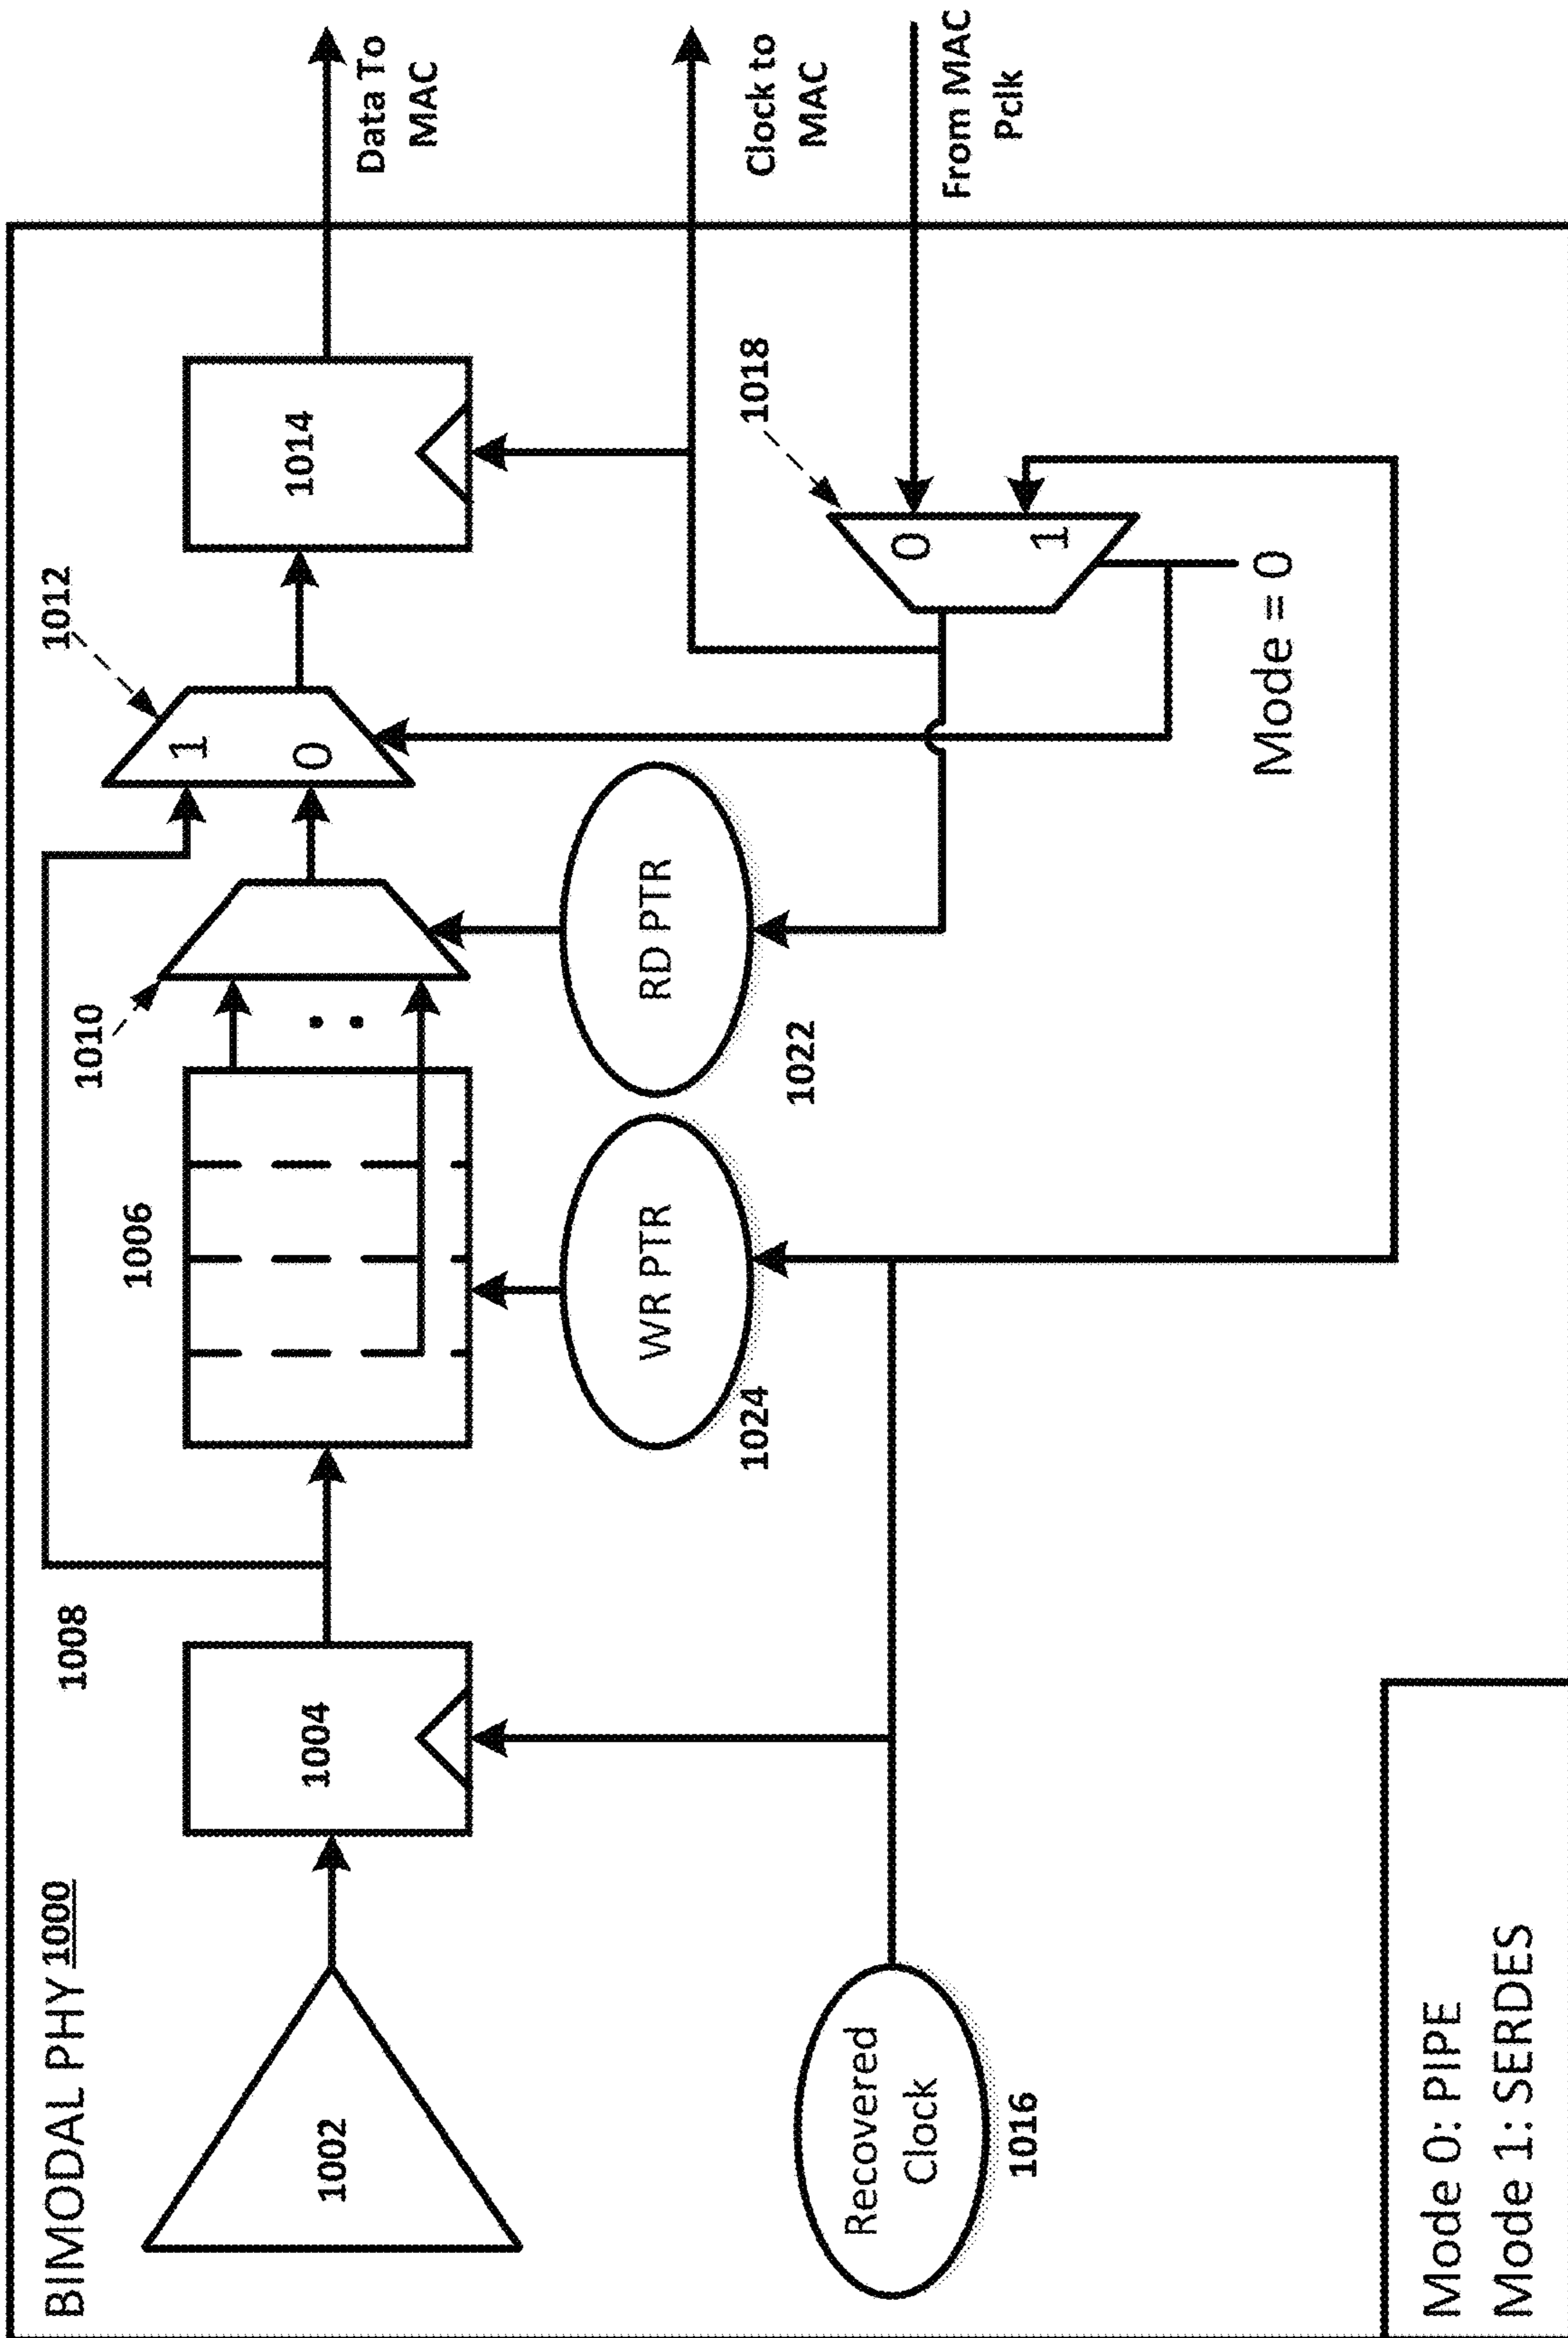 BIMODAL PHY 1000
1002
1004
1008
1006
1010
1012
1014
Data To
MAC
Clock to
MAC
From MAC
Pclk
1018
0
1
1
0
WR PTR
1024
RD PTR
1022
Mode = 0
Recovered
Clock
1016
Mode 0: PIPE
Mode 1: SERDES